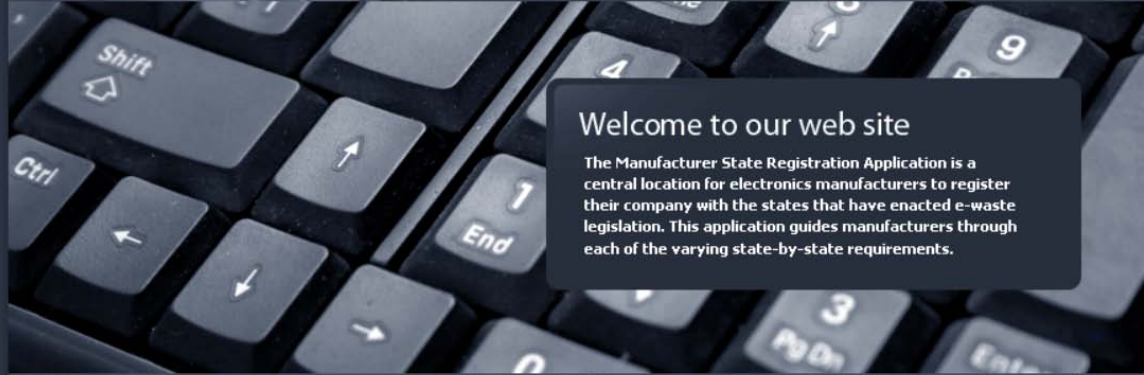 Shift
Ctrl
4
9
1
End
3
Pg Dn
0
Enter
Welcome to our web site
The Manufacturer State Registration Application is a
central location for electronics manufacturers to register
their company with the states that have enacted e-waste
legislation. This application guides manufacturers through
each of the varying state-by-state requirements.